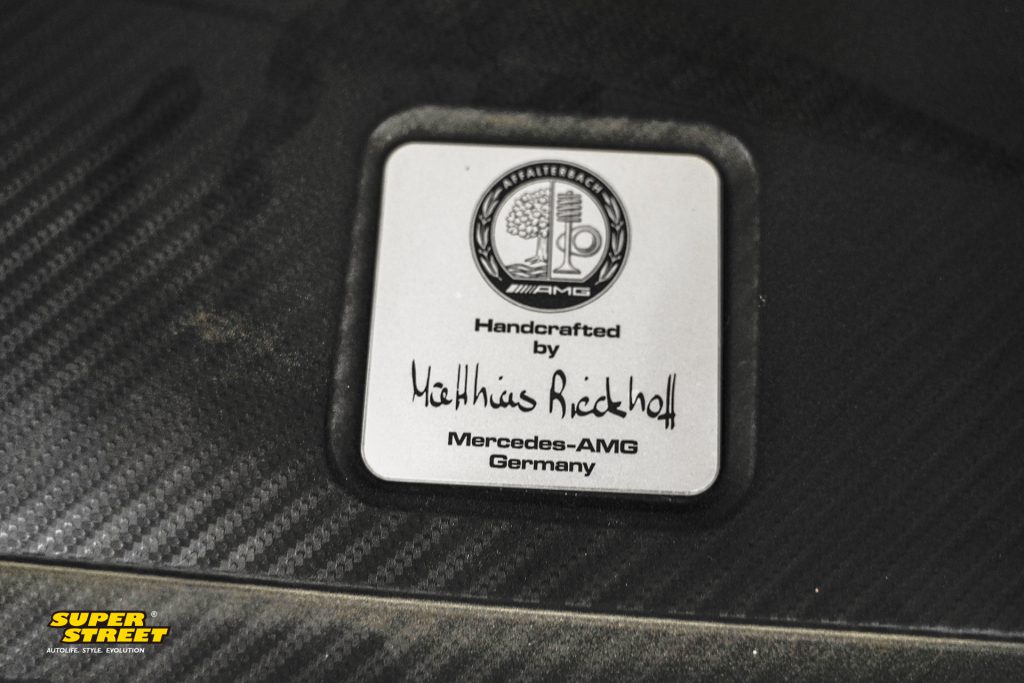 AFFALTERBACH
AMG
Handcrafted
by
Matthias Rieckhoff
Mercedes-AMG
Germany
SUPER
STREET®
AUTOLIFE. STYLE. EVOLUTION